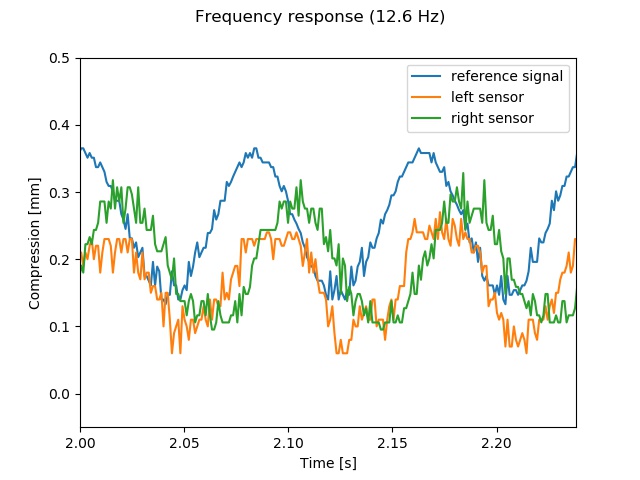 Frequency response (12.6 Hz)
reference signal
left sensor
right sensor
Compression [mm]
0.5
0.4
0.3
0.2
0.1
0.0
2.00 2.05 2.10 2.15 2.20
Time [s]